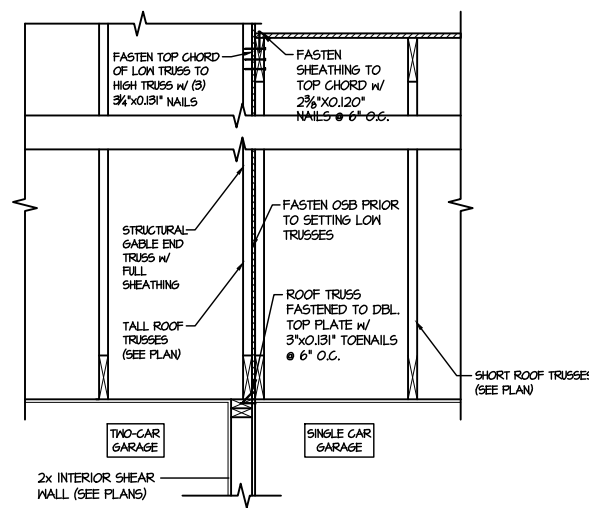 FASTEN TOP CHORD
OF LOW TRUSS TO
HIGH TRUSS w/ (3)
3¼"X0.131" NAILS
FASTEN
SHEATHING TO
TOP CHORD w/
2⅜"X0.120"
NAILS @ 6" O.C.
STRUCTURAL
GABLE END
TRUSS w/
FULL
SHEATHING
FASTEN OSB PRIOR
TO SETTING LOW
TRUSSES
TALL ROOF
TRUSSES
(SEE PLAN)
ROOF TRUSS
FASTENED TO DBL.
TOP PLATE w/
3"x0.131" TOENAILS
@ 6" O.C.
SHORT ROOF TRUSSES
(SEE PLAN)
TWO-CAR
GARAGE
SINGLE CAR
GARAGE
2x INTERIOR SHEAR
WALL (SEE PLANS)